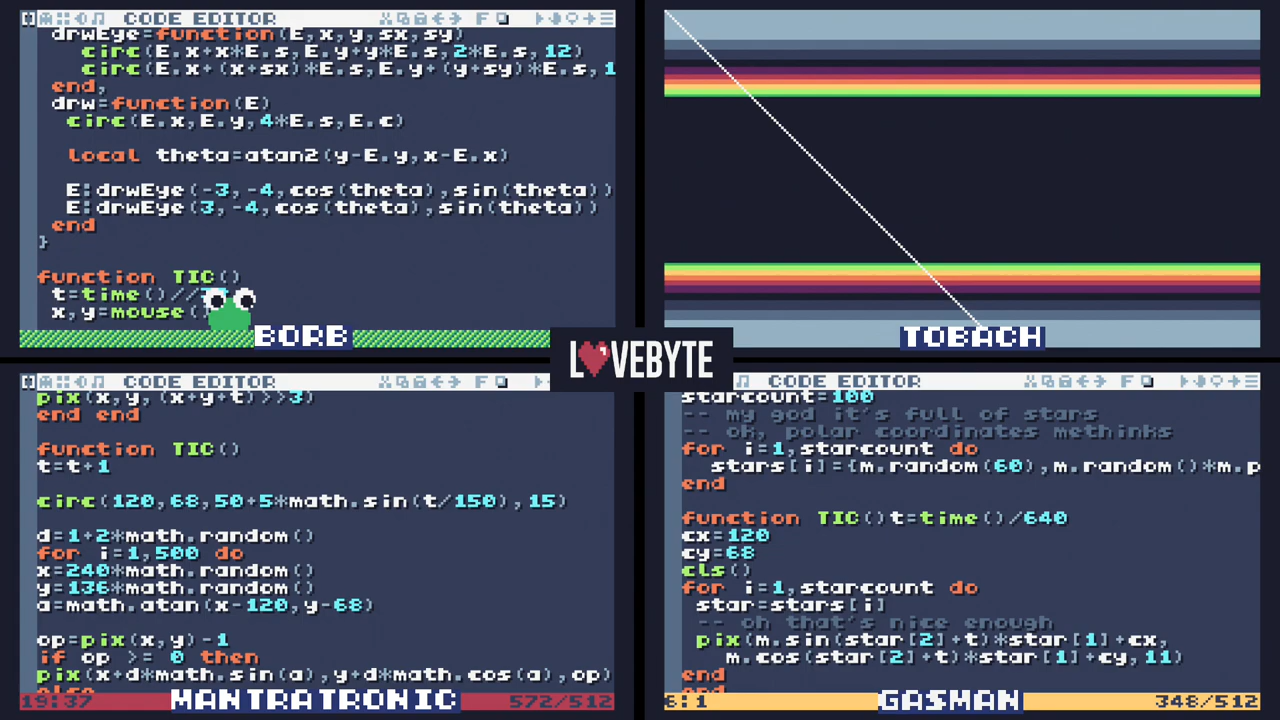 CODE EDITOR
drwEye=function(E,x,y,sx,sy)
circ(E.x+x*E.s,E.y+y*E.s,2*E.s,12)
circ(E.x+(x+sx)*E.s,E.y+(y+sy)*E.s,1
end,
drw=function(E)
circ(E.x,E.y,4*E.s,E.c)
local theta=atan2(y-E.y,x-E.x)
E:drwEye(-3,-4,cos(theta),sin(theta))
E:drwEye(3,-4,cos(theta),sin(theta))
end
}
function TIC()
t=time()//
x,y=mouse()
BORB
TOBACH
LOVEBYTE
CODE EDITOR
pix(x,y,(x+y+t)>>3)
end end
function TIC()
t=t+1
circ(120,68,50+5*math.sin(t/150),15)
d=1+2*math.random()
for i=1,500 do
x=240*math.random()
y=136*math.random()
a=math.atan(x-120,y-68)
op=pix(x,y)-1
if op >= 0 then
pix(x+d*math.sin(a),y+d*math.cos(a),op)
else
19:37 MANTRATRONIC 572/512
CODE EDITOR
starcount=100
-- my god it's full of stars
-- ok, polar coordinates methinks
for i=1,starcount do
stars[i]={m.random(60),m.random()*m.p
end
function TIC()t=time()/640
cx=120
cy=68
cls()
for i=1,starcount do
star=stars[i]
-- oh that's nice enough
pix(m.sin(star[2]+t)*star[1]+cx,
m.cos(star[2]+t)*star[1]+cy,11)
end
end
6:1 GASMAN 348/512